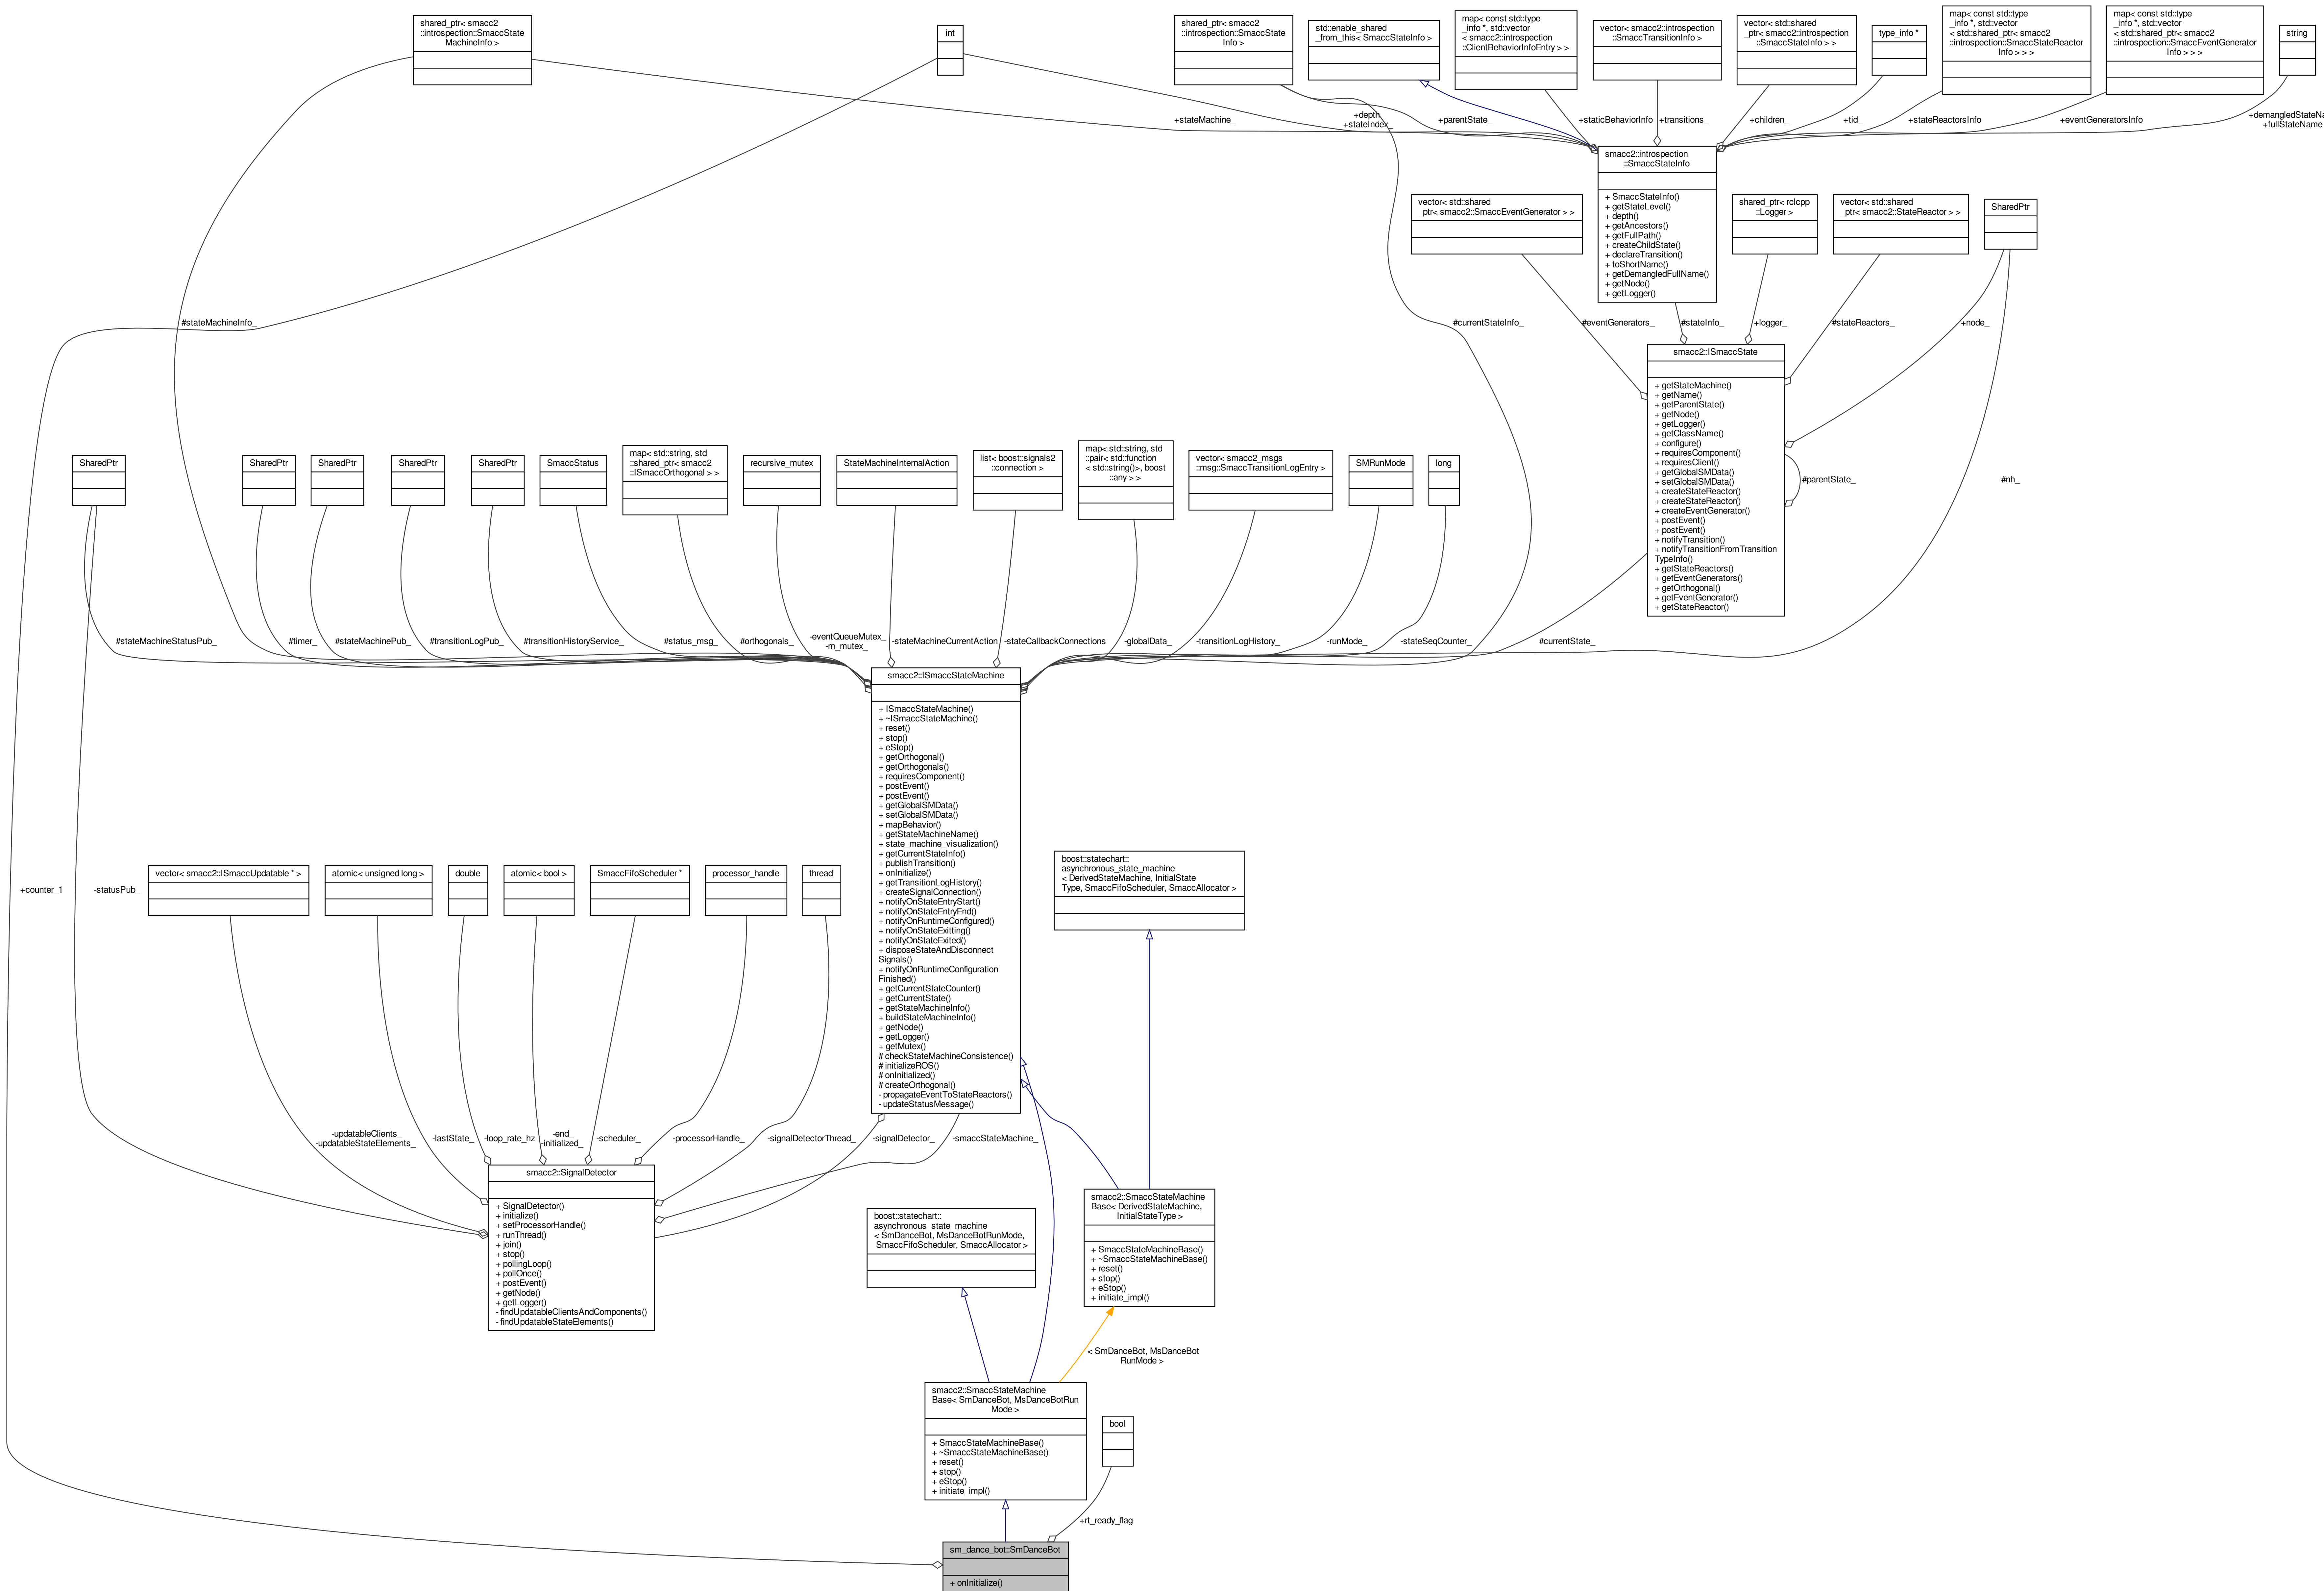 shared_ptr< smacc2
::introspection::SmaccState
MachineInfo >
int
shared_ptr< smacc2
::introspection::SmaccState
Info >
std::enable_shared
_from_this< SmaccStateInfo >
map< const std::type
_info *, std::vector
< smacc2::introspection
::ClientBehaviorInfoEntry > >
vector< smacc2::introspection
::SmaccTransitionInfo >
vector< std::shared
_ptr< smacc2::introspection
::SmaccStateInfo > >
type_info *
map< const std::type
_info *, std::vector
< std::shared_ptr< smacc2
::introspection::SmaccStateReactor
Info > > >
map< const std::type
_info *, std::vector
< std::shared_ptr< smacc2
::introspection::SmaccEventGenerator
Info > > >
string
+stateMachine_
+depth_
+stateIndex_
+parentState_
+staticBehaviorInfo
+transitions_
+children_
+tid_
+stateReactorsInfo
+eventGeneratorsInfo
+demangledStateNa
+fullStateName
smacc2::introspection
::SmaccStateInfo
+ SmaccStateInfo()
+ getStateLevel()
+ depth()
+ getAncestors()
+ getFullPath()
+ createChildState()
+ declareTransition()
+ toShortName()
+ getDemangledFullName()
+ getNode()
+ getLogger()
vector< std::shared
_ptr< smacc2::SmaccEventGenerator > >
shared_ptr< rclcpp
::Logger >
vector< std::shared
_ptr< smacc2::StateReactor > >
SharedPtr
#stateMachineInfo_
#currentStateInfo_
#eventGenerators_
#stateInfo_
+logger_
#stateReactors_
+node_
smacc2::ISmaccState
+ getStateMachine()
+ getName()
+ getParentState()
+ getNode()
+ getLogger()
+ getClassName()
+ configure()
+ requiresComponent()
+ requiresClient()
+ getGlobalSMData()
+ setGlobalSMData()
+ createStateReactor()
+ createStateReactor()
+ createEventGenerator()
+ postEvent()
+ postEvent()
+ notifyTransition()
+ notifyTransitionFromTransition
TypeInfo()
+ getStateReactors()
+ getEventGenerators()
+ getOrthogonal()
+ getEventGenerator()
+ getStateReactor()
#parentState_
#nh_
SharedPtr
SharedPtr
SharedPtr
SharedPtr
SharedPtr
SmaccStatus
map< std::string, std
::shared_ptr< smacc2
::ISmaccOrthogonal > >
recursive_mutex
StateMachineInternalAction
list< boost::signals2
::connection >
map< std::string, std
::pair< std::function
< std::string()>, boost
::any > >
vector< smacc2_msgs
::msg::SmaccTransitionLogEntry >
SMRunMode
long
#stateMachineStatusPub_
#timer_
#stateMachinePub_
#transitionLogPub_
#transitionHistoryService_
#status_msg_
#orthogonals_
-eventQueueMutex_
-m_mutex_
-stateMachineCurrentAction
-stateCallbackConnections
-globalData_
-transitionLogHistory_
-runMode_
-stateSeqCounter_
#currentState_
smacc2::ISmaccStateMachine
+ ISmaccStateMachine()
+ ~ISmaccStateMachine()
+ reset()
+ stop()
+ eStop()
+ getOrthogonal()
+ getOrthogonals()
+ requiresComponent()
+ postEvent()
+ postEvent()
+ getGlobalSMData()
+ setGlobalSMData()
+ mapBehavior()
+ getStateMachineName()
+ state_machine_visualization()
+ getCurrentStateInfo()
+ publishTransition()
+ onInitialize()
+ getTransitionLogHistory()
+ createSignalConnection()
+ notifyOnStateEntryStart()
+ notifyOnStateEntryEnd()
+ notifyOnRuntimeConfigured()
+ notifyOnStateExitting()
+ notifyOnStateExited()
+ disposeStateAndDisconnect
Signals()
+ notifyOnRuntimeConfiguration
Finished()
+ getCurrentStateCounter()
+ getCurrentState()
+ getStateMachineInfo()
+ buildStateMachineInfo()
+ getNode()
+ getLogger()
+ getMutex()
# checkStateMachineConsistence()
# initializeROS()
# onInitialized()
# createOrthogonal()
- propagateEventToStateReactors()
- updateStatusMessage()
+counter_1
-statusPub_
vector< smacc2::ISmaccUpdatable * >
atomic< unsigned long >
double
atomic< bool >
SmaccFifoScheduler *
processor_handle
thread
boost::statechart::
asynchronous_state_machine
< DerivedStateMachine, InitialState
Type, SmaccFifoScheduler, SmaccAllocator >
-updatableClients_
-updatableStateElements_
-lastState_
-loop_rate_hz
-end_
-initialized_
-scheduler_
-processorHandle_
-signalDetectorThread_
-signalDetector_
-smaccStateMachine_
smacc2::SignalDetector
+ SignalDetector()
+ initialize()
+ setProcessorHandle()
+ runThread()
+ join()
+ stop()
+ pollingLoop()
+ pollOnce()
+ postEvent()
+ getNode()
+ getLogger()
- findUpdatableClientsAndComponents()
- findUpdatableStateElements()
boost::statechart::
asynchronous_state_machine
< SmDanceBot, MsDanceBotRunMode,
SmaccFifoScheduler, SmaccAllocator >
smacc2::SmaccStateMachine
Base< DerivedStateMachine,
InitialStateType >
+ SmaccStateMachineBase()
+ ~SmaccStateMachineBase()
+ reset()
+ stop()
+ eStop()
+ initiate_impl()
< SmDanceBot, MsDanceBot
RunMode >
smacc2::SmaccStateMachine
Base< SmDanceBot, MsDanceBotRun
Mode >
+ SmaccStateMachineBase()
+ ~SmaccStateMachineBase()
+ reset()
+ stop()
+ eStop()
+ initiate_impl()
bool
+rt_ready_flag
sm_dance_bot::SmDanceBot
+ onInitialize()